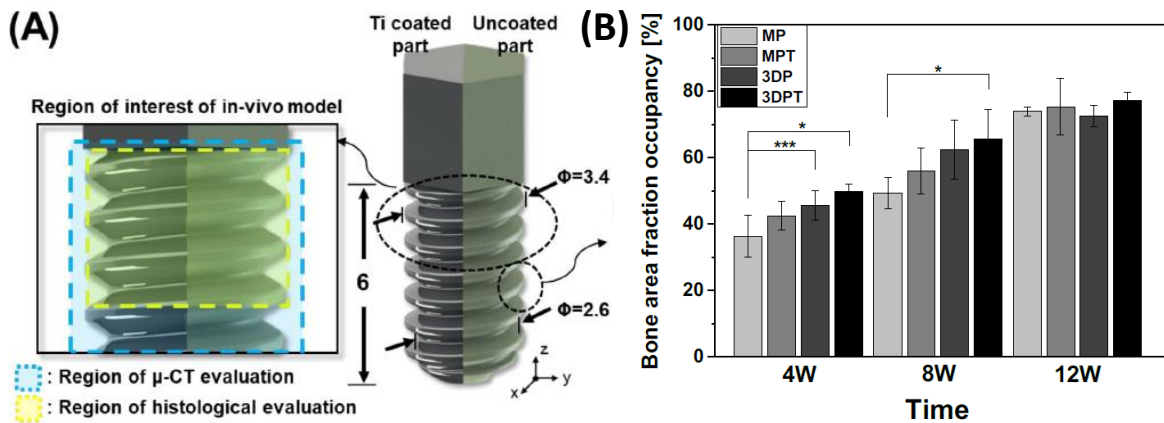 (A)
Ti coated
part
Uncoated
part
Region of interest of in-vivo model
Φ=3.4
6
Φ=2.6
z
y
x
: Region of μ-CT evaluation
: Region of histological evaluation
(B)
Bone area fraction occupancy [%]
100
80
60
40
20
0
MP
MPT
3DP
3DPT
*
***
*
4W
8W
12W
Time